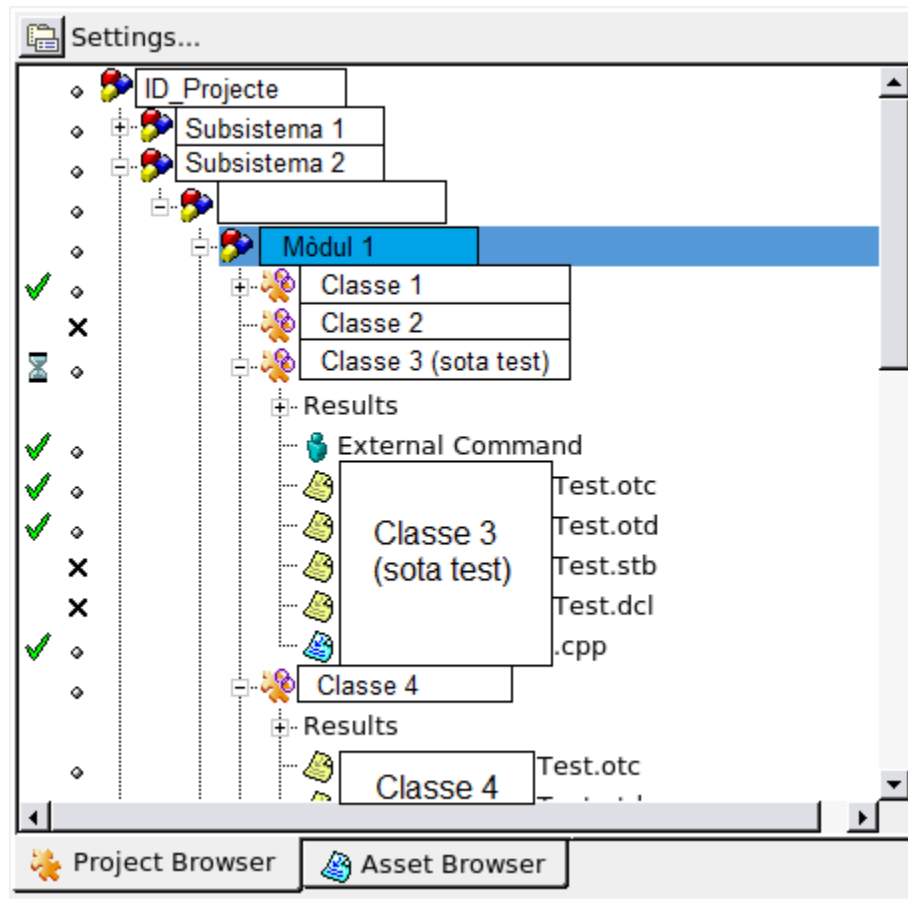 Settings...
ID_Projecte
Subsistema 1
Subsistema 2
Mòdul 1
Classe 1
Classe 2
Classe 3 (sota test)
Results
External Command
Test.otc
Classe 3
(sota test)
Test.otd
Test.stb
Test.dcl
.cpp
Classe 4
Results
Test.otc
Classe 4
Project Browser
Asset Browser